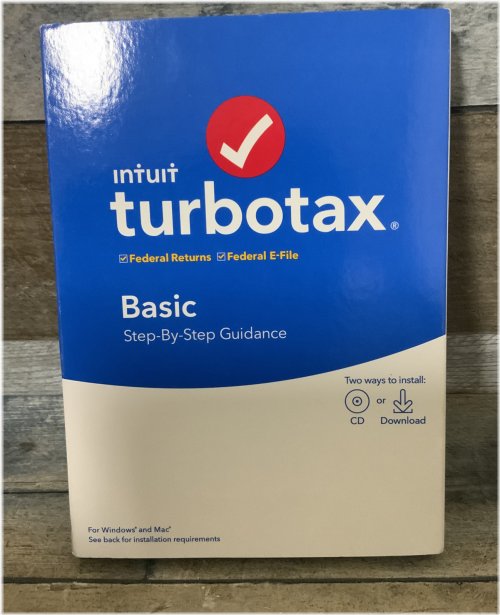 ınтuıт
turbotax®
☑ Federal Returns ☑ Federal E-File
Basic
Step-By-Step Guidance
Two ways to install:
or
CD Download
For Windows® and Mac®
See back for installation requirements